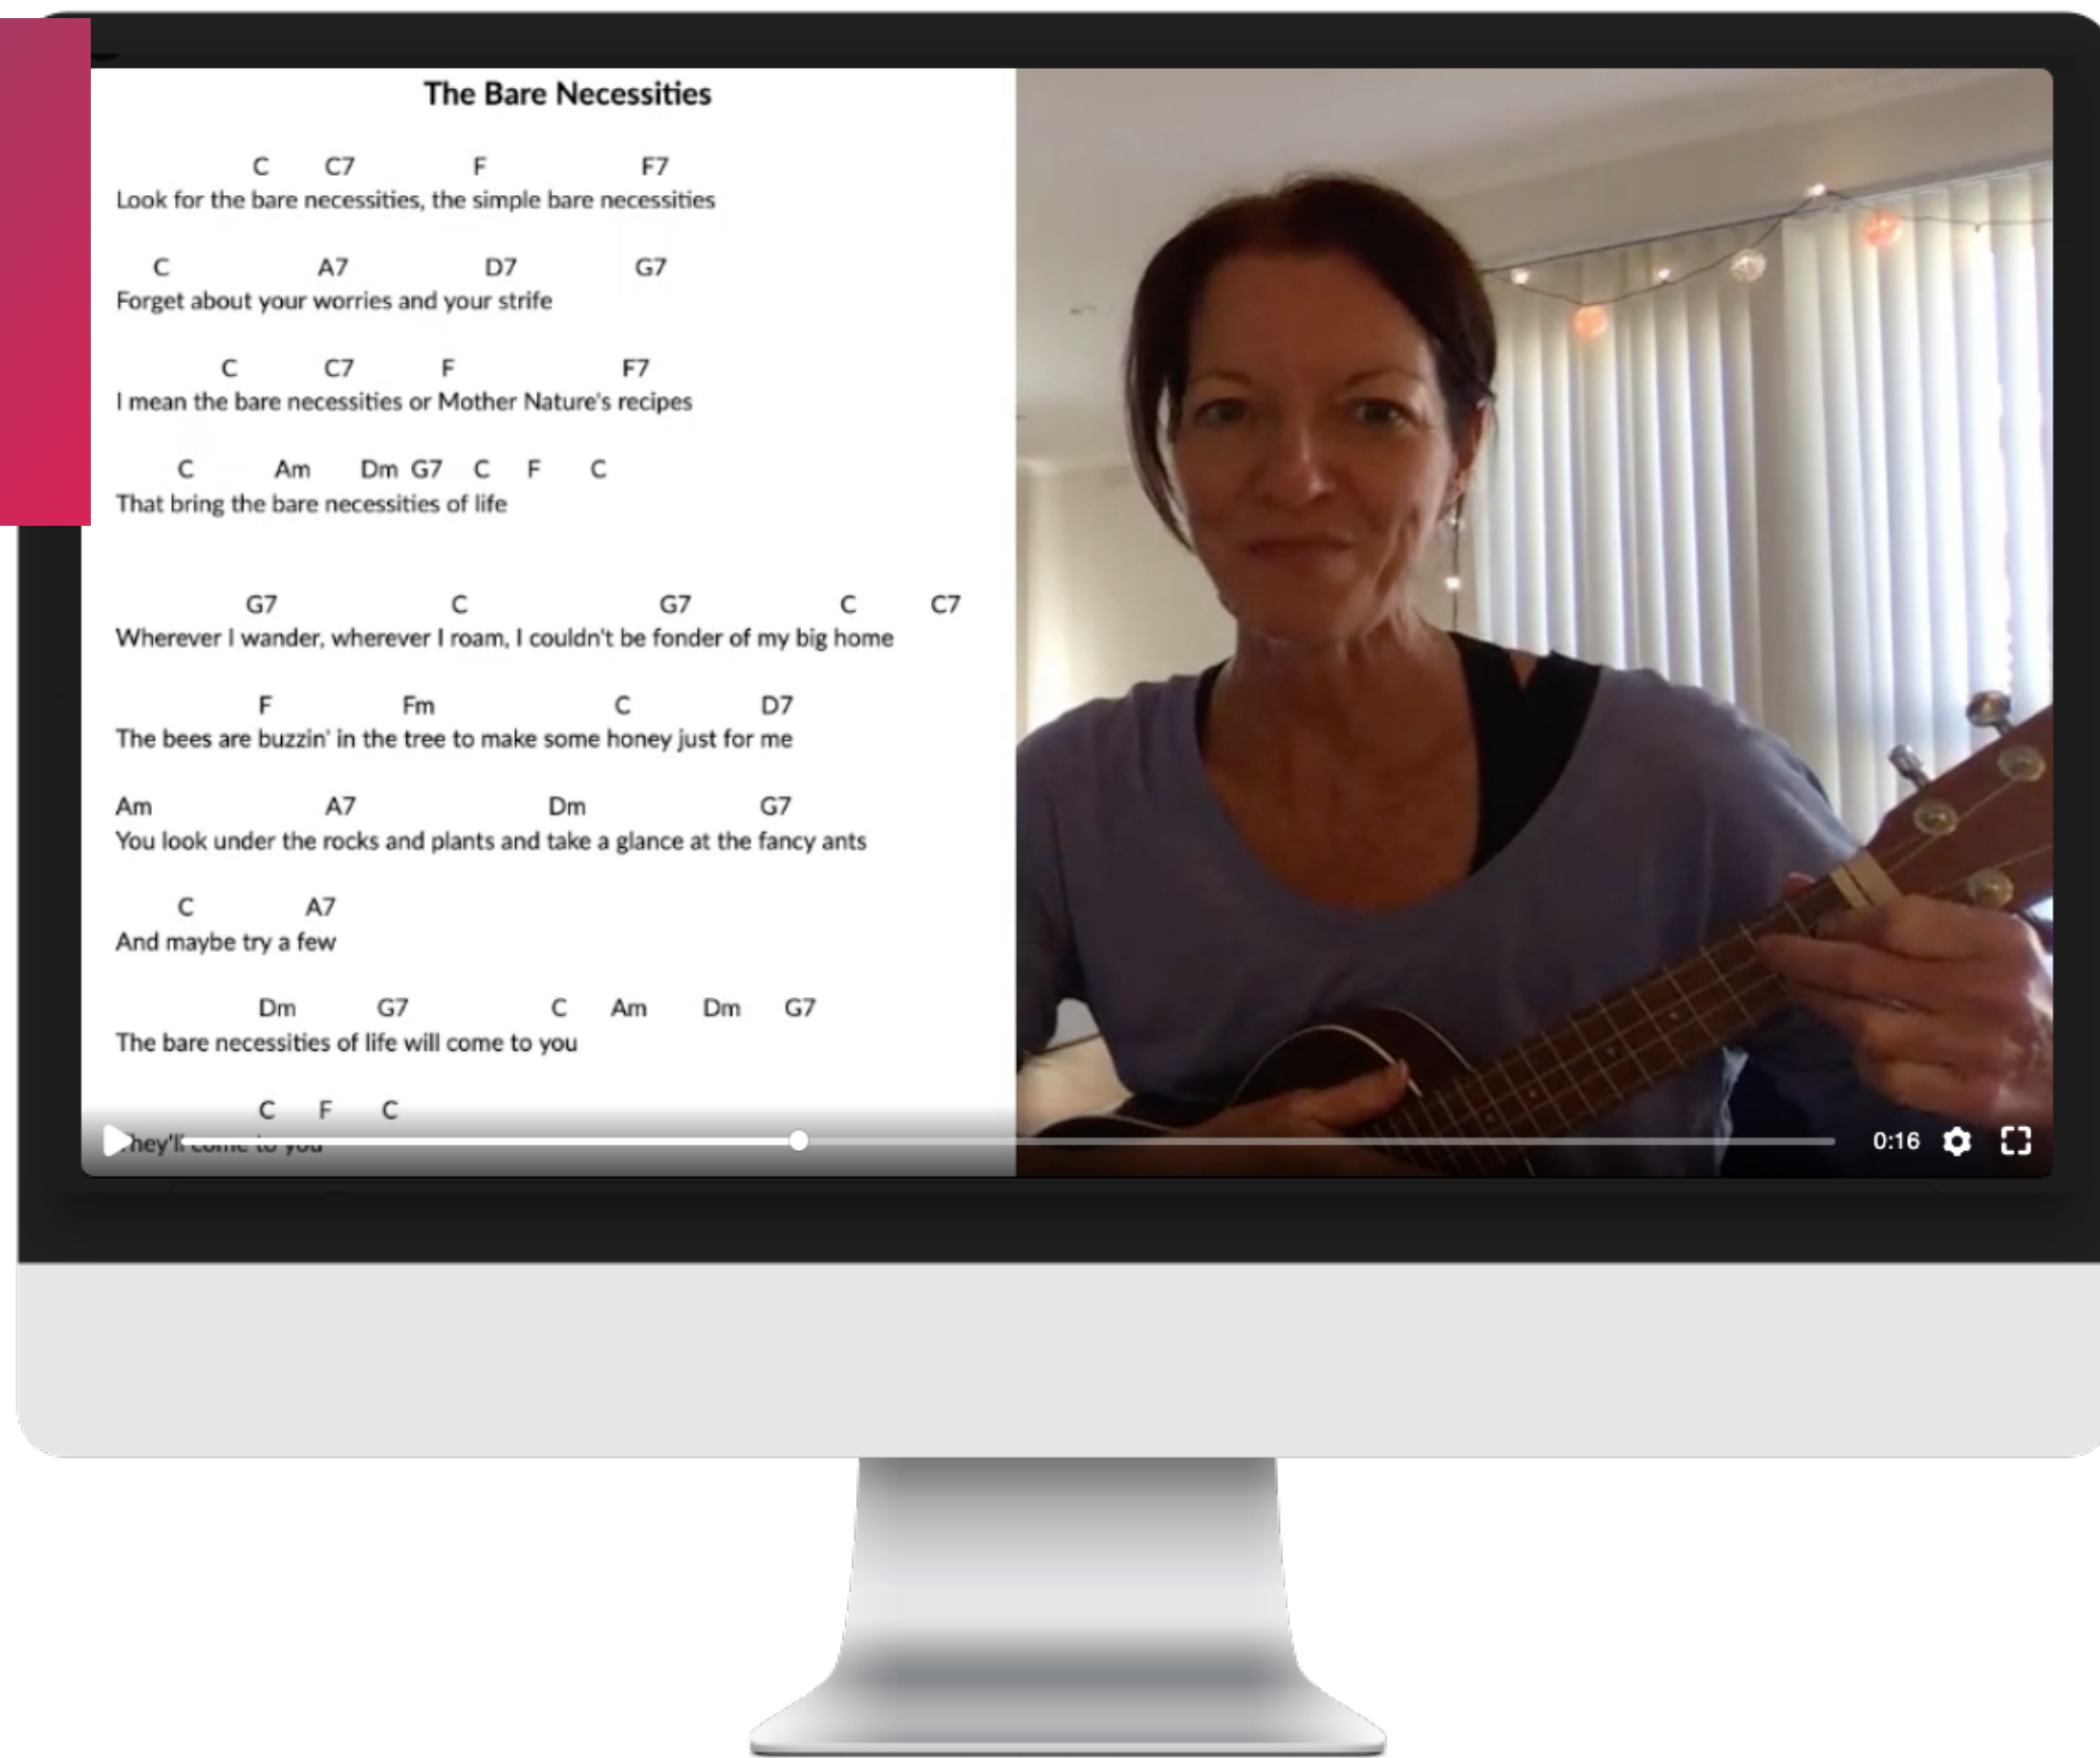 The Bare Necessities
C C7 F F7
Look for the bare necessities, the simple bare necessities
C A7 D7 G7
Forget about your worries and your strife
C C7 F F7
I mean the bare necessities or Mother Nature's recipes
C Am Dm G7 C F C
That bring the bare necessities of life
G7 C G7 C C7
Wherever I wander, wherever I roam, I couldn't be fonder of my big home
F Fm C D7
The bees are buzzin' in the tree to make some honey just for me
Am A7 Dm G7
You look under the rocks and plants and take a glance at the fancy ants
C A7
And maybe try a few
Dm G7 C Am Dm G7
The bare necessities of life will come to you
C F C
They'll come to you
0:16